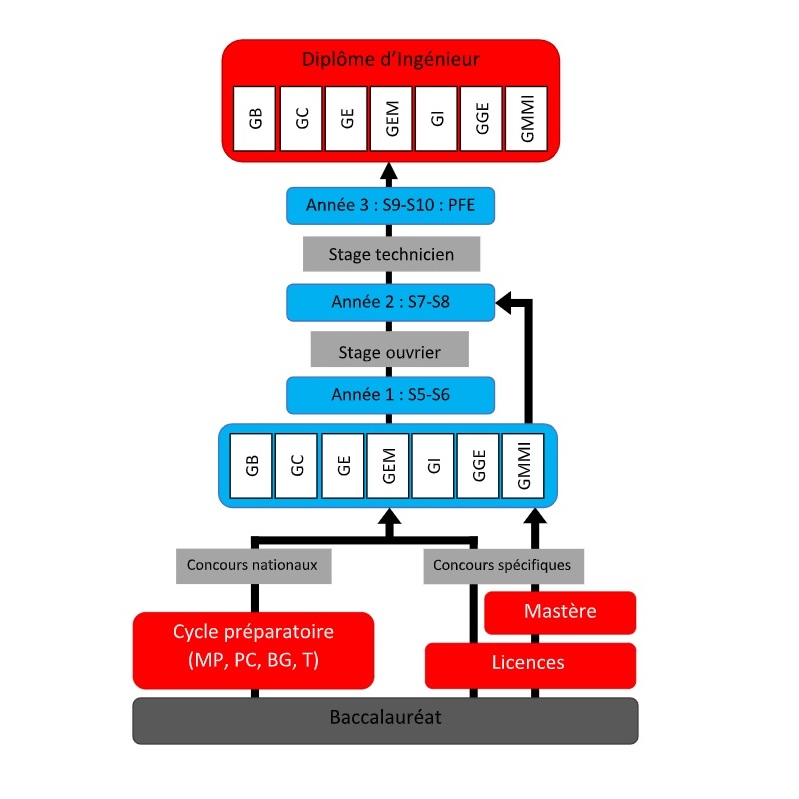 Diplôme d’Ingénieur
GB
GC
GE
GEM
GI
GGE
GMMI
Année 3 : S9-S10 : PFE
Stage technicien
Année 2 : S7-S8
Stage ouvrier
Année 1 : S5-S6
GB
GC
GE
GEM
GI
GGE
GMMI
Concours nationaux
Concours spécifiques
Mastère
Cycle préparatoire
(MP, PC, BG, T)
Licences
Baccalauréat